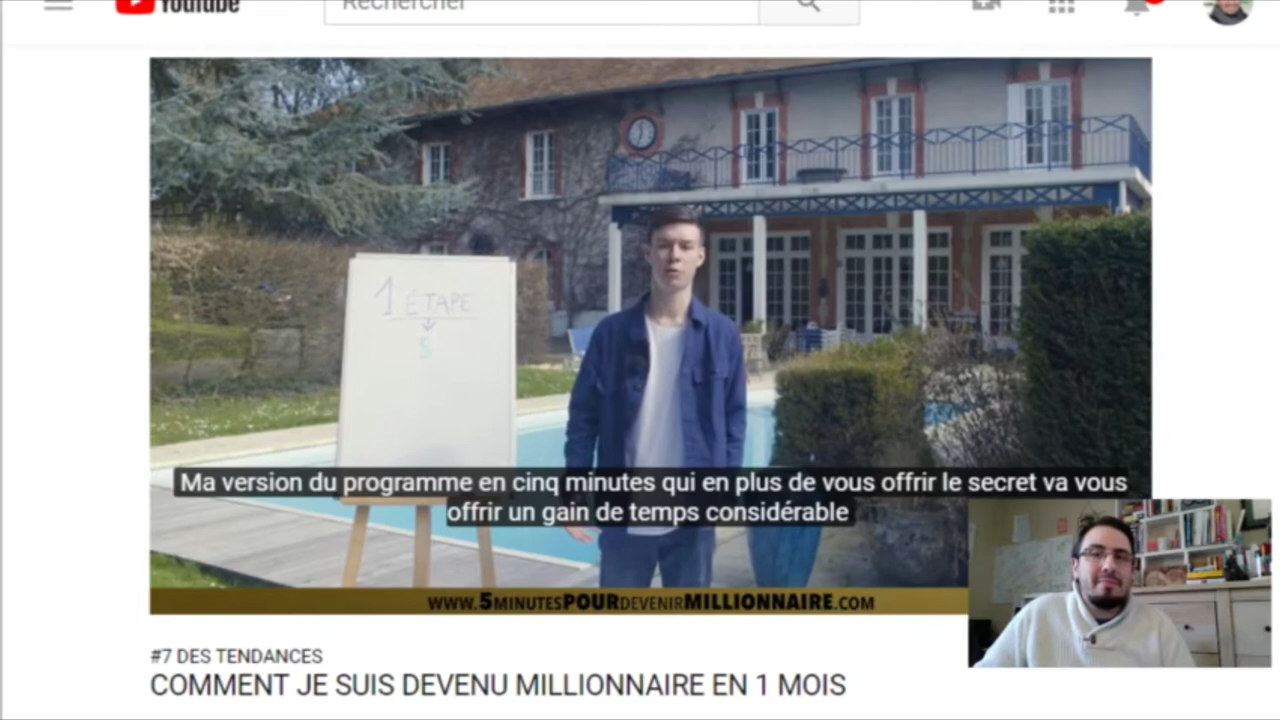 YouTube
Rechercher
1 ÉTAPE
$
Ma version du programme en cinq minutes qui en plus de vous offrir le secret va vous
offrir un gain de temps considérable
WWW.5MINUTESPOURDEVENIRMILLIONNAIRE.COM
#7 DES TENDANCES
COMMENT JE SUIS DEVENU MILLIONNAIRE EN 1 MOIS